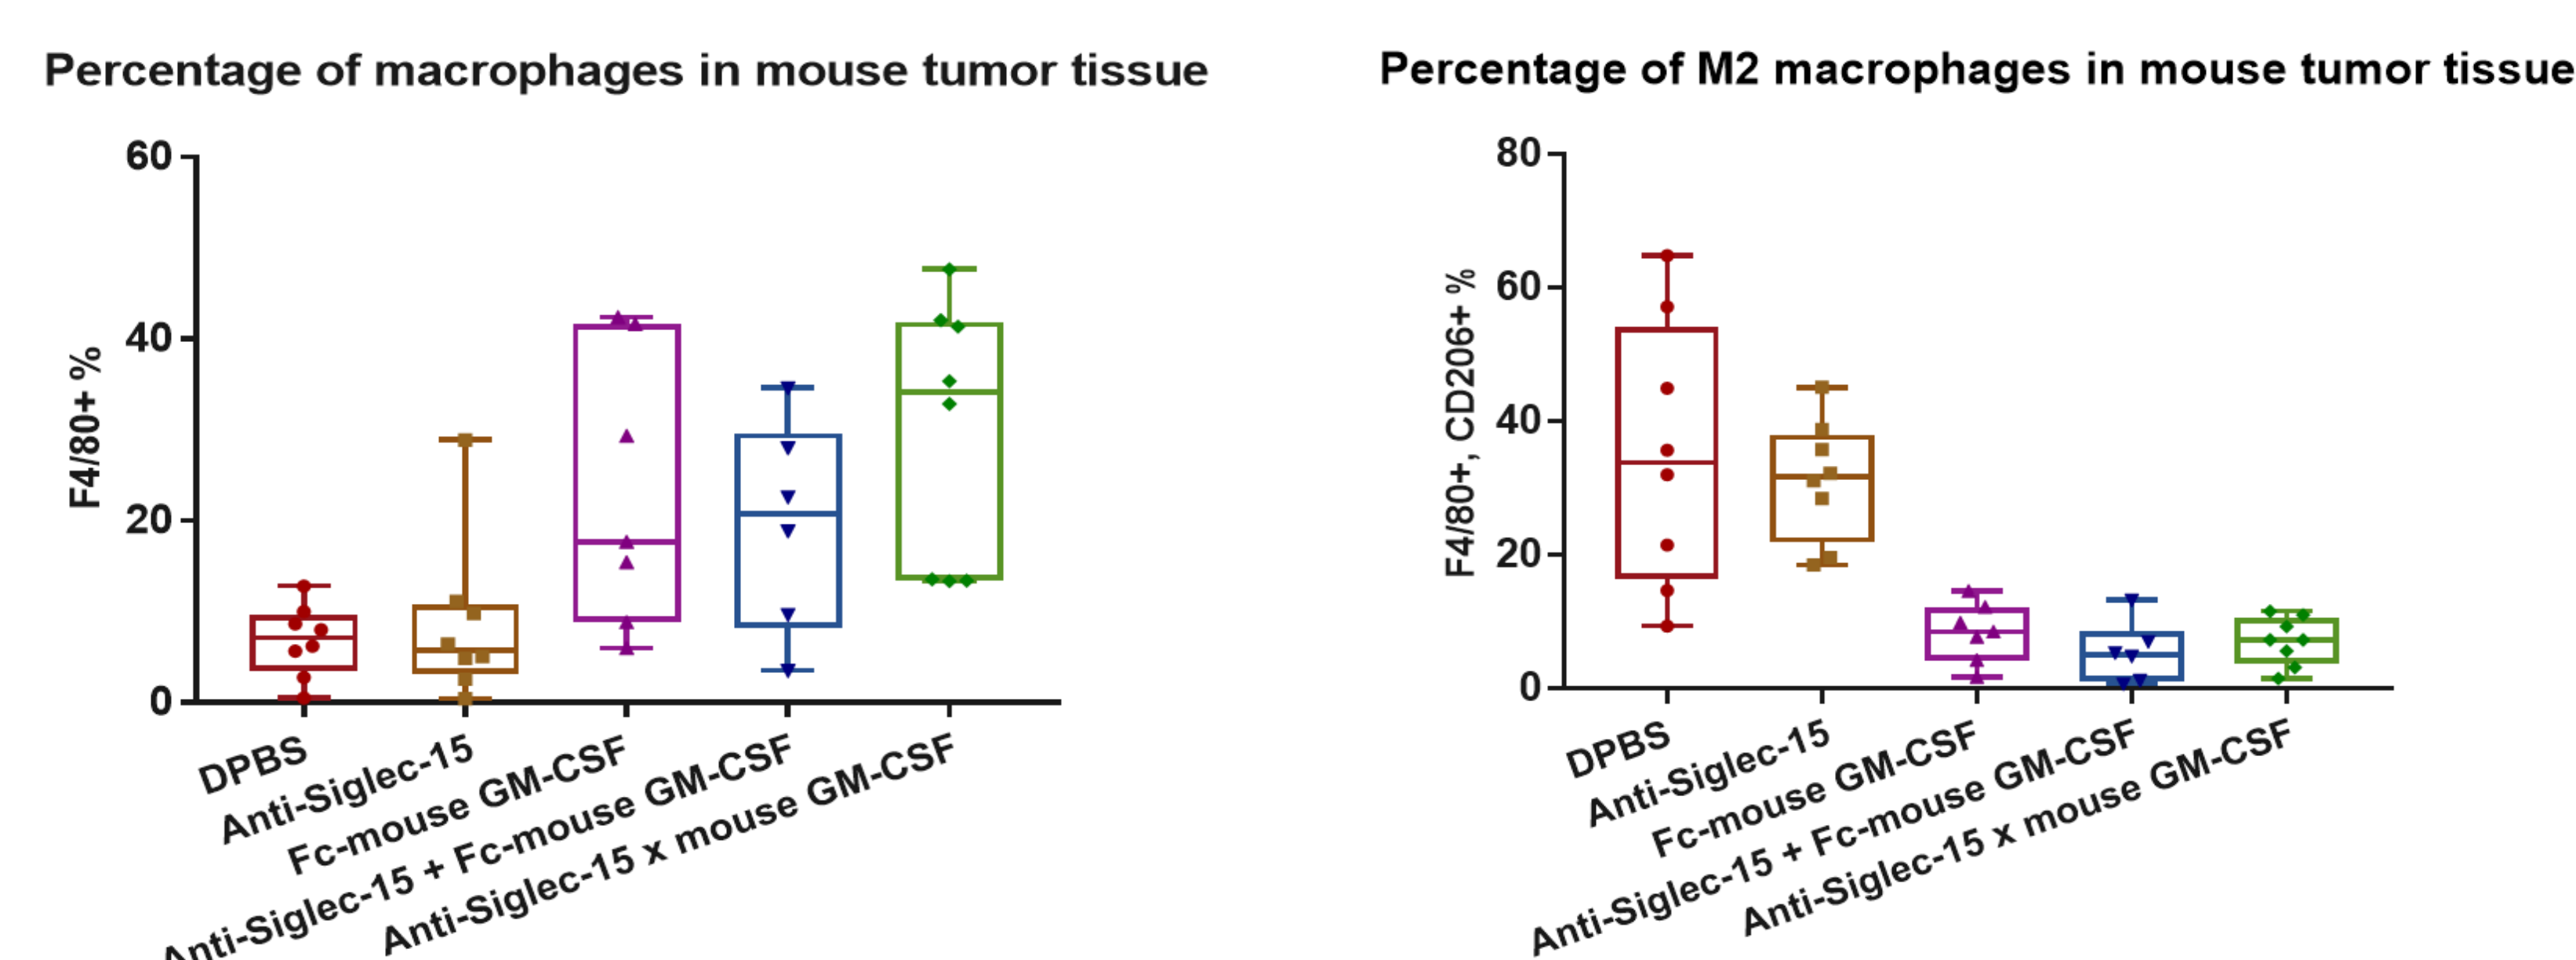 Percentage of macrophages in mouse tumor tissue
F4/80+ %
60
40
20
0
DPBS
Anti-Siglec-15
Fc-mouse GM-CSF
Anti-Siglec-15 + Fc-mouse GM-CSF
Anti-Siglec-15 x mouse GM-CSF
Percentage of M2 macrophages in mouse tumor tissue
F4/80+, CD206+ %
80
60
40
20
0
DPBS
Anti-Siglec-15
Fc-mouse GM-CSF
Anti-Siglec-15 + Fc-mouse GM-CSF
Anti-Siglec-15 x mouse GM-CSF